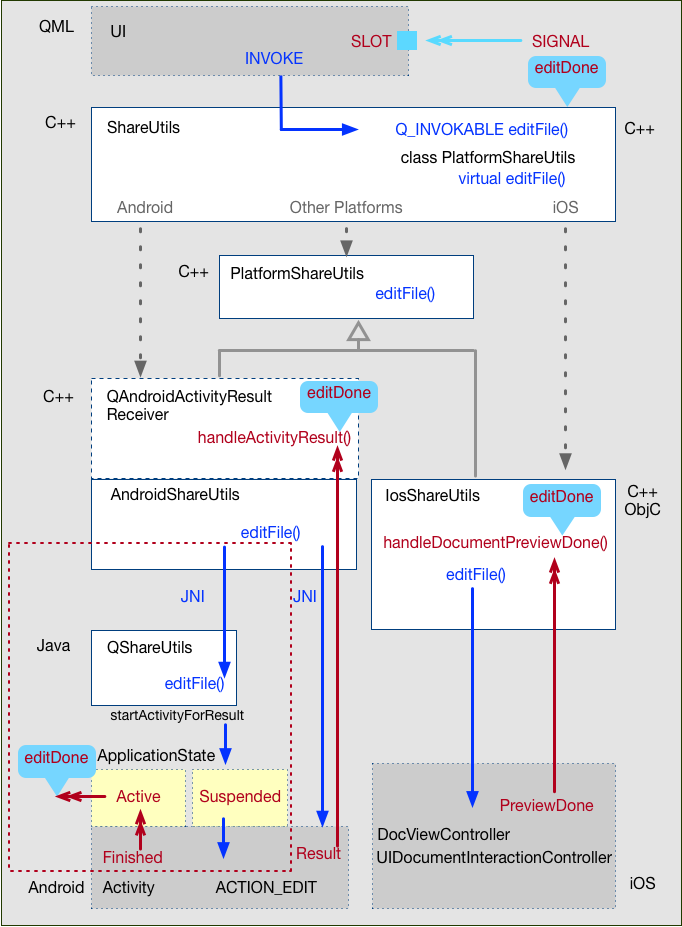 QML
UI
SLOT
SIGNAL
INVOKE
editDone
C++
ShareUtils
Q_INVOKABLE editFile()
C++
class PlatformShareUtils
virtual editFile()
Android
Other Platforms
iOS
C++
PlatformShareUtils
editFile()
C++
QAndroidActivityResult
Receiver
editDone
handleActivityResult()
AndroidShareUtils
editFile()
IosShareUtils
editDone
C++
ObjC
handleDocumentPreviewDone()
editFile()
JNI
JNI
Java
QShareUtils
editFile()
startActivityForResult
editDone
ApplicationState
Active
Suspended
PreviewDone
DocViewController
UIDocumentInteractionController
Finished
Result
Android
Activity
ACTION_EDIT
iOS